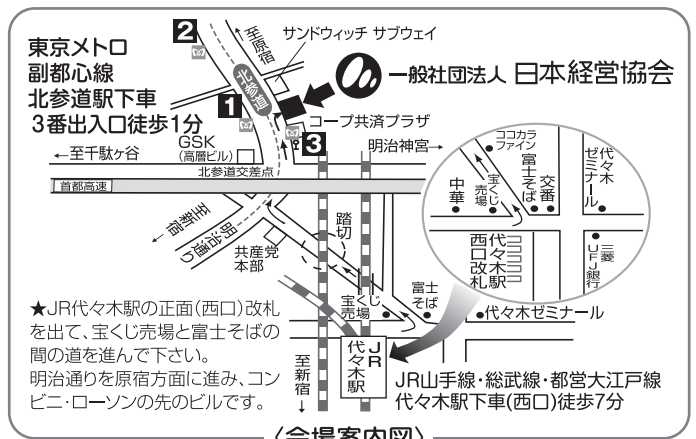 東京メトロ
副都心線
北参道駅下車
3番出入口徒歩1分
2
至原宿
サンドウィッチ サブウェイ
一般社団法人 日本経営協会
北参道
1
3
コープ共済プラザ
GSK
(高層ビル)
明治神宮→
←至千駄ヶ谷
北参道交差点
首都高速
至新宿
明治通り
共産党
本部
踏切
ココカラ
ファイン
代々木
ゼミナール
中華
宝くじ
売場
富士そば
交番
代々木駅
西口改札
三菱
UFJ銀行
宝くじ
売場
富士
そば
代々木ゼミナール
★JR代々木駅の正面(西口)改札
を出て、宝くじ売場と富士そばの
間の道を進んで下さい。
明治通りを原宿方面に進み、コン
ビニ・ローソンの先のビルです。
至新宿
↓
JR
代々木駅
JR山手線・総武線・都営大江戸線
代々木駅下車(西口)徒歩7分
〈会場案内図〉